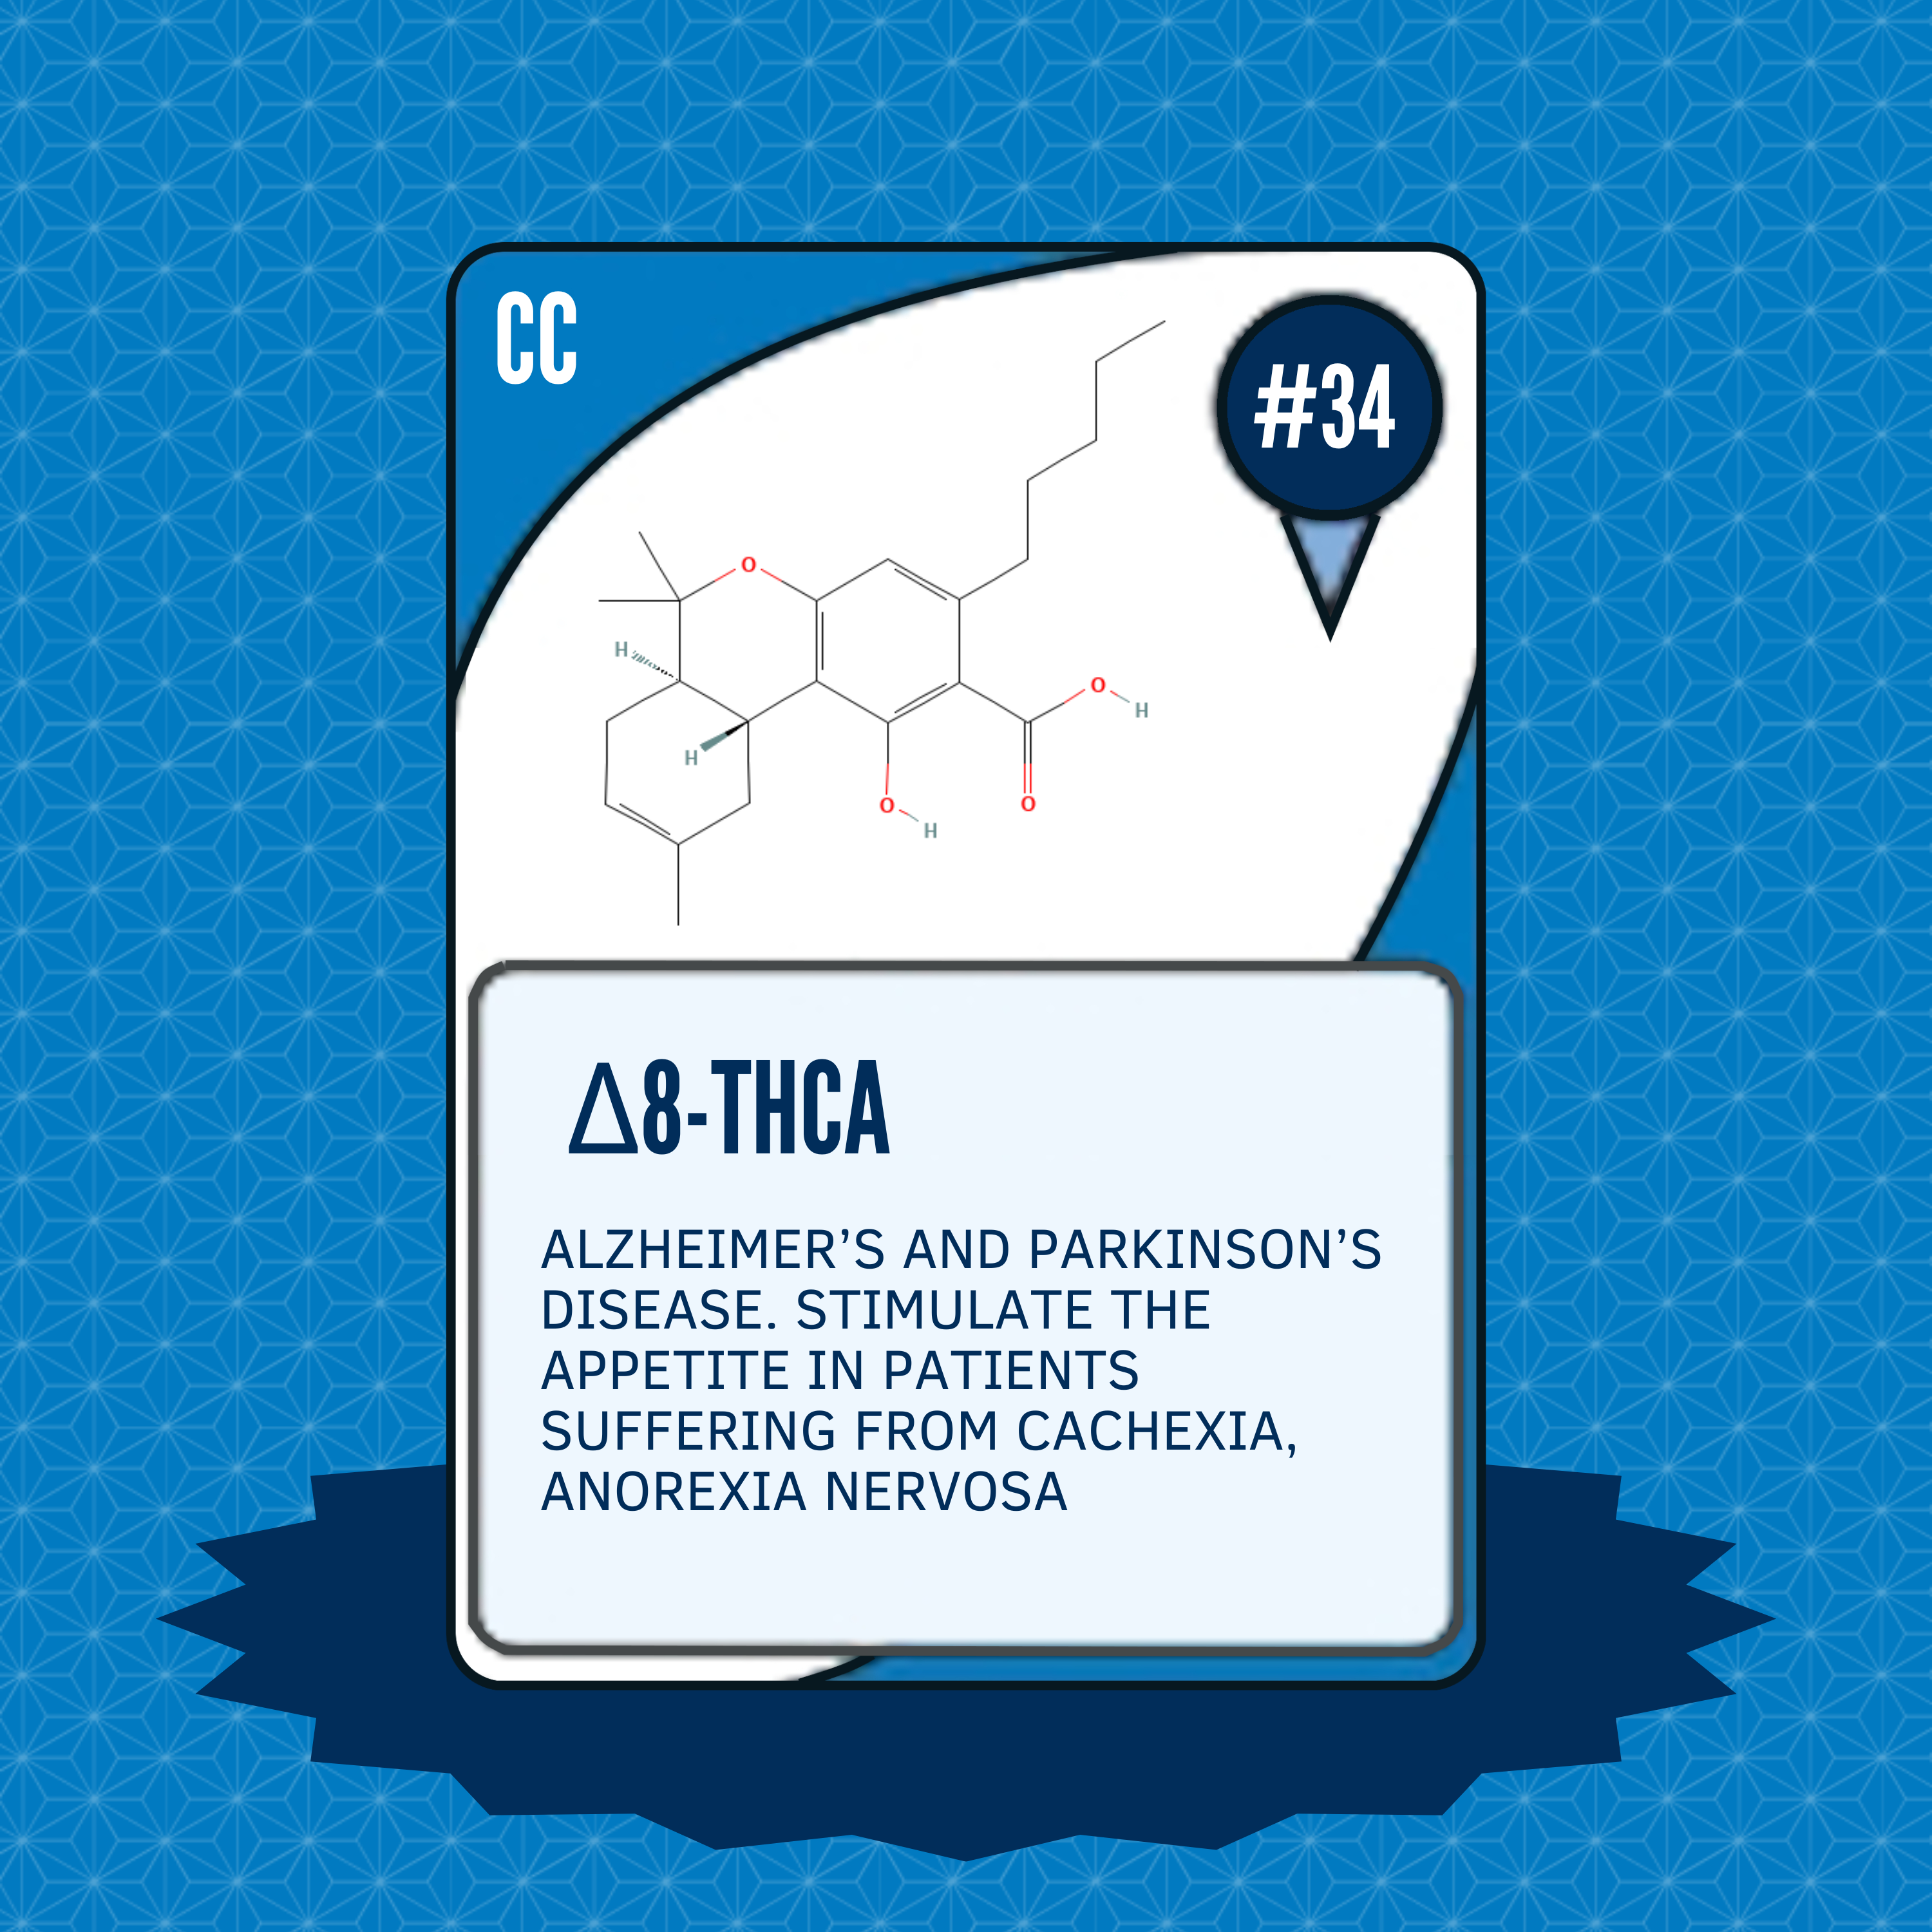 CC
#34
O
H
H
O
H
O
H
O
Δ8-THCA
ALZHEIMER’S AND PARKINSON’S
DISEASE. STIMULATE THE
APPETITE IN PATIENTS
SUFFERING FROM CACHEXIA,
ANOREXIA NERVOSA